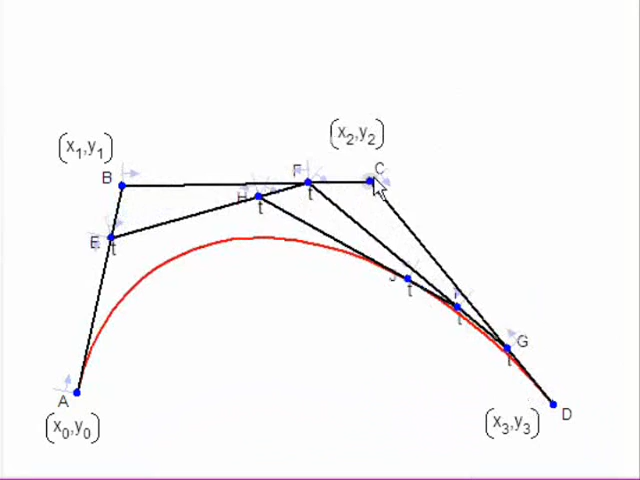 (x₂,y₂)
(x₁,y₁)
C
F
B
H
t
t
E
t
J
t
t
G
t
A
D
(x₀,y₀)
(x₃,y₃)